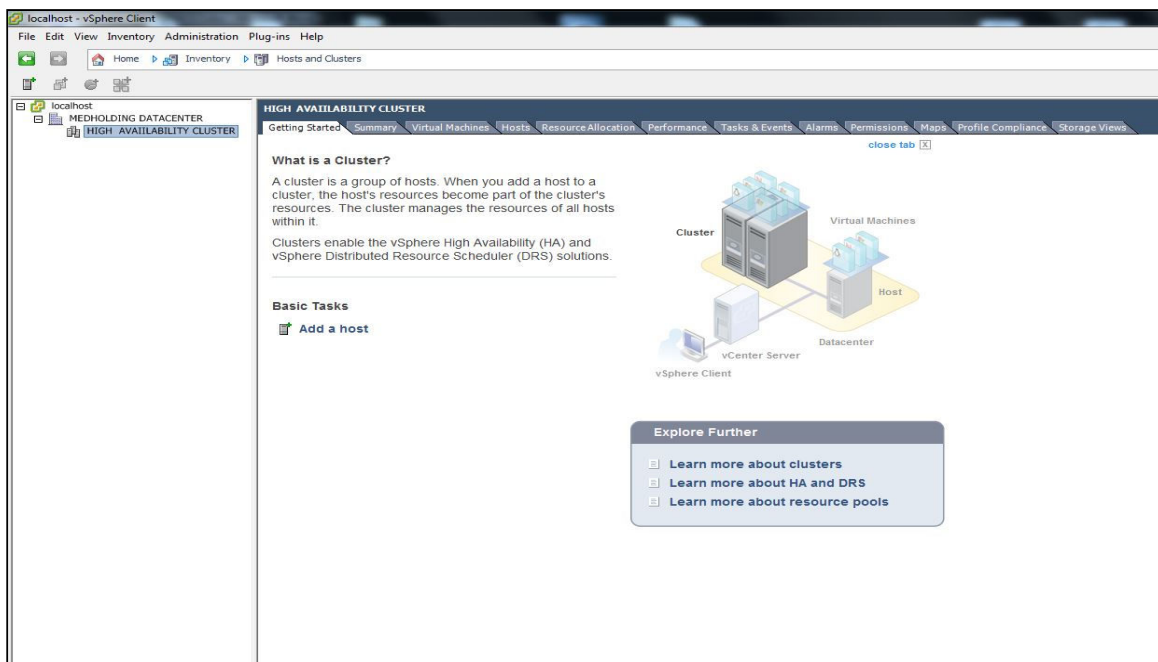 localhost - vSphere Client
File Edit View Inventory Administration Plug-ins Help
Home Inventory Hosts and Clusters
localhost
MEDHOLDING DATACENTER
HIGH AVAIILABILITY CLUSTER
HIGH AVAIILABILITY CLUSTER
Getting Started Summary Virtual Machines Hosts Resource Allocation Performance Tasks & Events Alarms Permissions Maps Profile Compliance Storage Views
close tab X
What is a Cluster?
A cluster is a group of hosts. When you add a host to a
cluster, the host's resources become part of the cluster's
resources. The cluster manages the resources of all hosts
within it.
Clusters enable the vSphere High Availability (HA) and
vSphere Distributed Resource Scheduler (DRS) solutions.
Basic Tasks
Add a host
Cluster
Virtual Machines
Host
Datacenter
vCenter Server
vSphere Client
Explore Further
Learn more about clusters
Learn more about HA and DRS
Learn more about resource pools